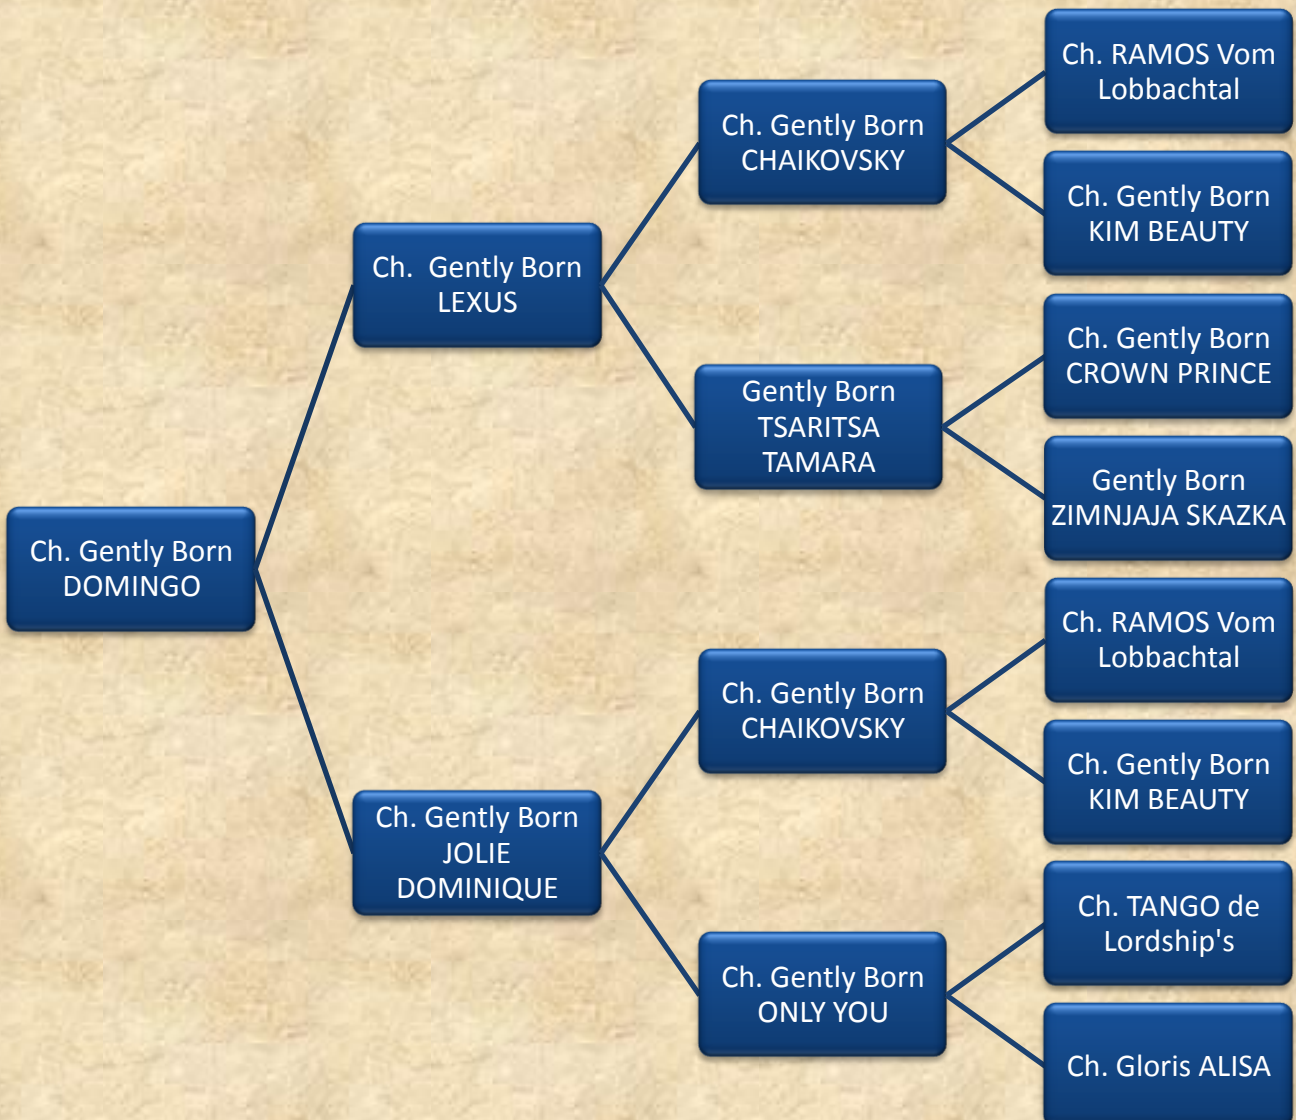 Ch. Gently Born
DOMINGO
Ch. Gently Born
LEXUS
Ch. Gently Born
CHAIKOVSKY
Ch. RAMOS Vom
Lobbachtal
Ch. Gently Born
KIM BEAUTY
Gently Born
TSARITSA
TAMARA
Ch. Gently Born
CROWN PRINCE
Gently Born
ZIMNJAJA SKAZKA
Ch. Gently Born
JOLIE
DOMINIQUE
Ch. Gently Born
CHAIKOVSKY
Ch. RAMOS Vom
Lobbachtal
Ch. Gently Born
KIM BEAUTY
Ch. Gently Born
ONLY YOU
Ch. TANGO de
Lordship's
Ch. Gloris ALISA